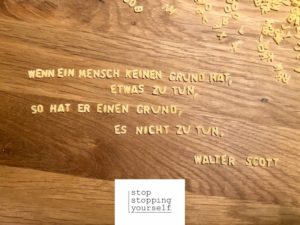 WENN EIN MENSCH KEINEN GRUND HAT,
ETWAS ZU TUN,
SO HAT ER EINEN GRUND,
ES NICHT ZU TUN.
WALTER SCOTT
stop
stopping
yourself